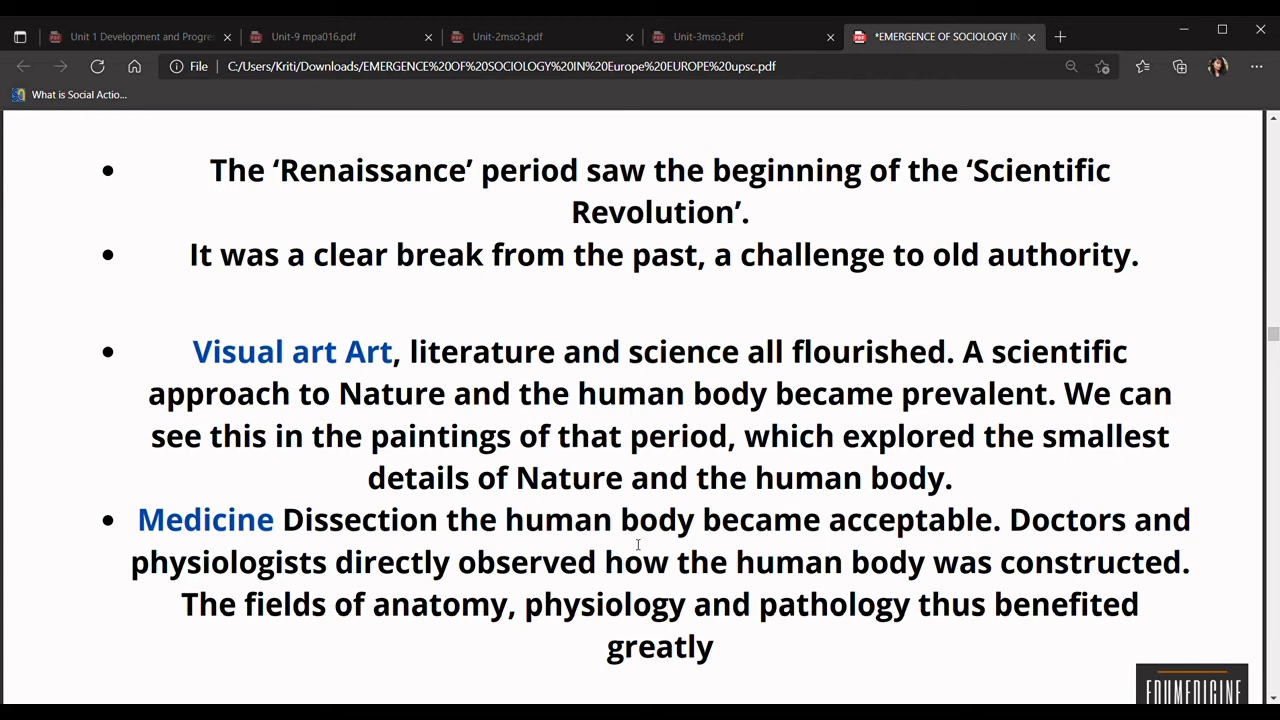 Unit 1 Development and Progre
Unit-9 mpa016.pdf
Unit-2mso3.pdf
Unit-3mso3.pdf
*EMERGENCE OF SOCIOLOGY IN
File
C:/Users/Kriti/Downloads/EMERGENCE%20OF%20SOCIOLOGY%20IN%20Europe%20EUROPE%20upsc.pdf
What is Social Actio...
• The ‘Renaissance’ period saw the beginning of the ‘Scientific
Revolution’.
• It was a clear break from the past, a challenge to old authority.
• Visual art Art, literature and science all flourished. A scientific
approach to Nature and the human body became prevalent. We can
see this in the paintings of that period, which explored the smallest
details of Nature and the human body.
• Medicine Dissection the human body became acceptable. Doctors and
physiologists directly observed how the human body was constructed.
The fields of anatomy, physiology and pathology thus benefited
greatly
EDUMEDICINE